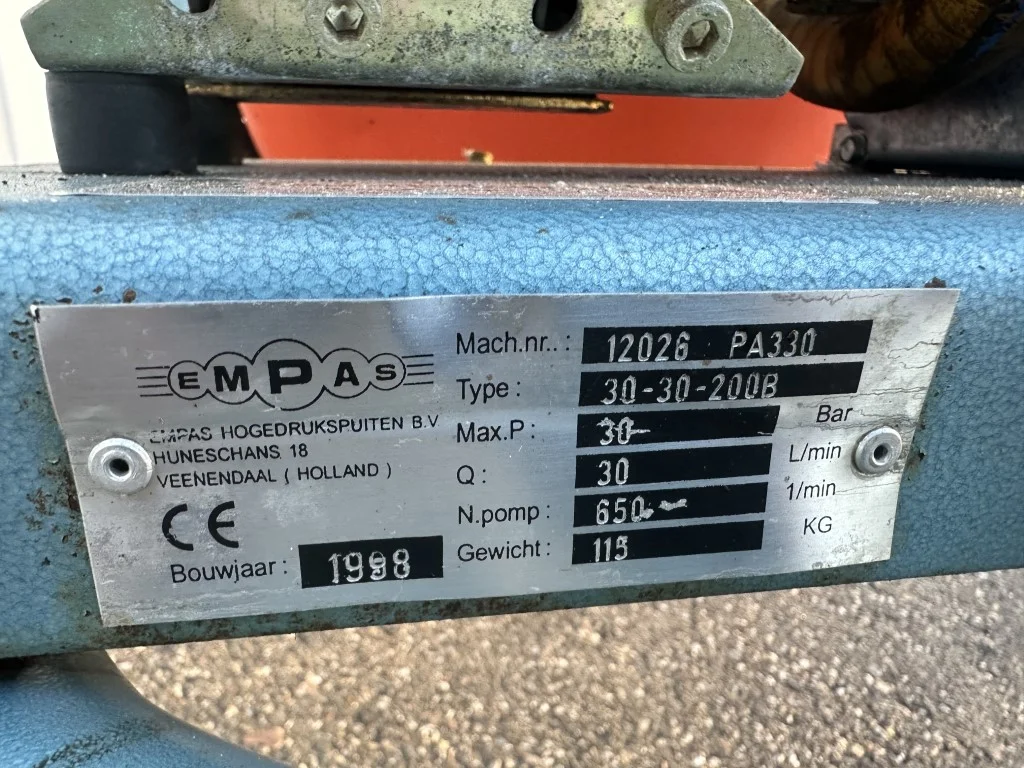 EMPAS
EMPAS HOGEDRUKSPUITEN B.V
HUNESCHANS 18
VEENENDAAL ( HOLLAND )
CE
Bouwjaar : 1998
Mach.nr.. : 12026 PA330
Type : 30-30-200B
Max.P : 30 Bar
Q : 30 L/min
N.pomp : 650 1/min
Gewicht : 115 KG